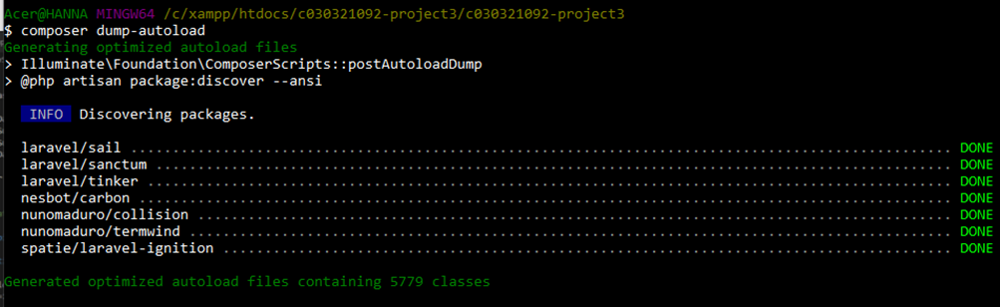 Acer@HANNA MINGW64 /c/xampp/htdocs/c030321092-project3/c030321092-project3
$ composer dump-autoload
Generating optimized autoload files
> Illuminate\Foundation\ComposerScripts::postAutoloadDump
> @php artisan package:discover --ansi
INFO  Discovering packages.
laravel/sail ................................................................................................. DONE
laravel/sanctum .............................................................................................. DONE
laravel/tinker ............................................................................................... DONE
nesbot/carbon ................................................................................................ DONE
nunomaduro/collision ......................................................................................... DONE
nunomaduro/termwind .......................................................................................... DONE
spatie/laravel-ignition ...................................................................................... DONE
Generated optimized autoload files containing 5779 classes